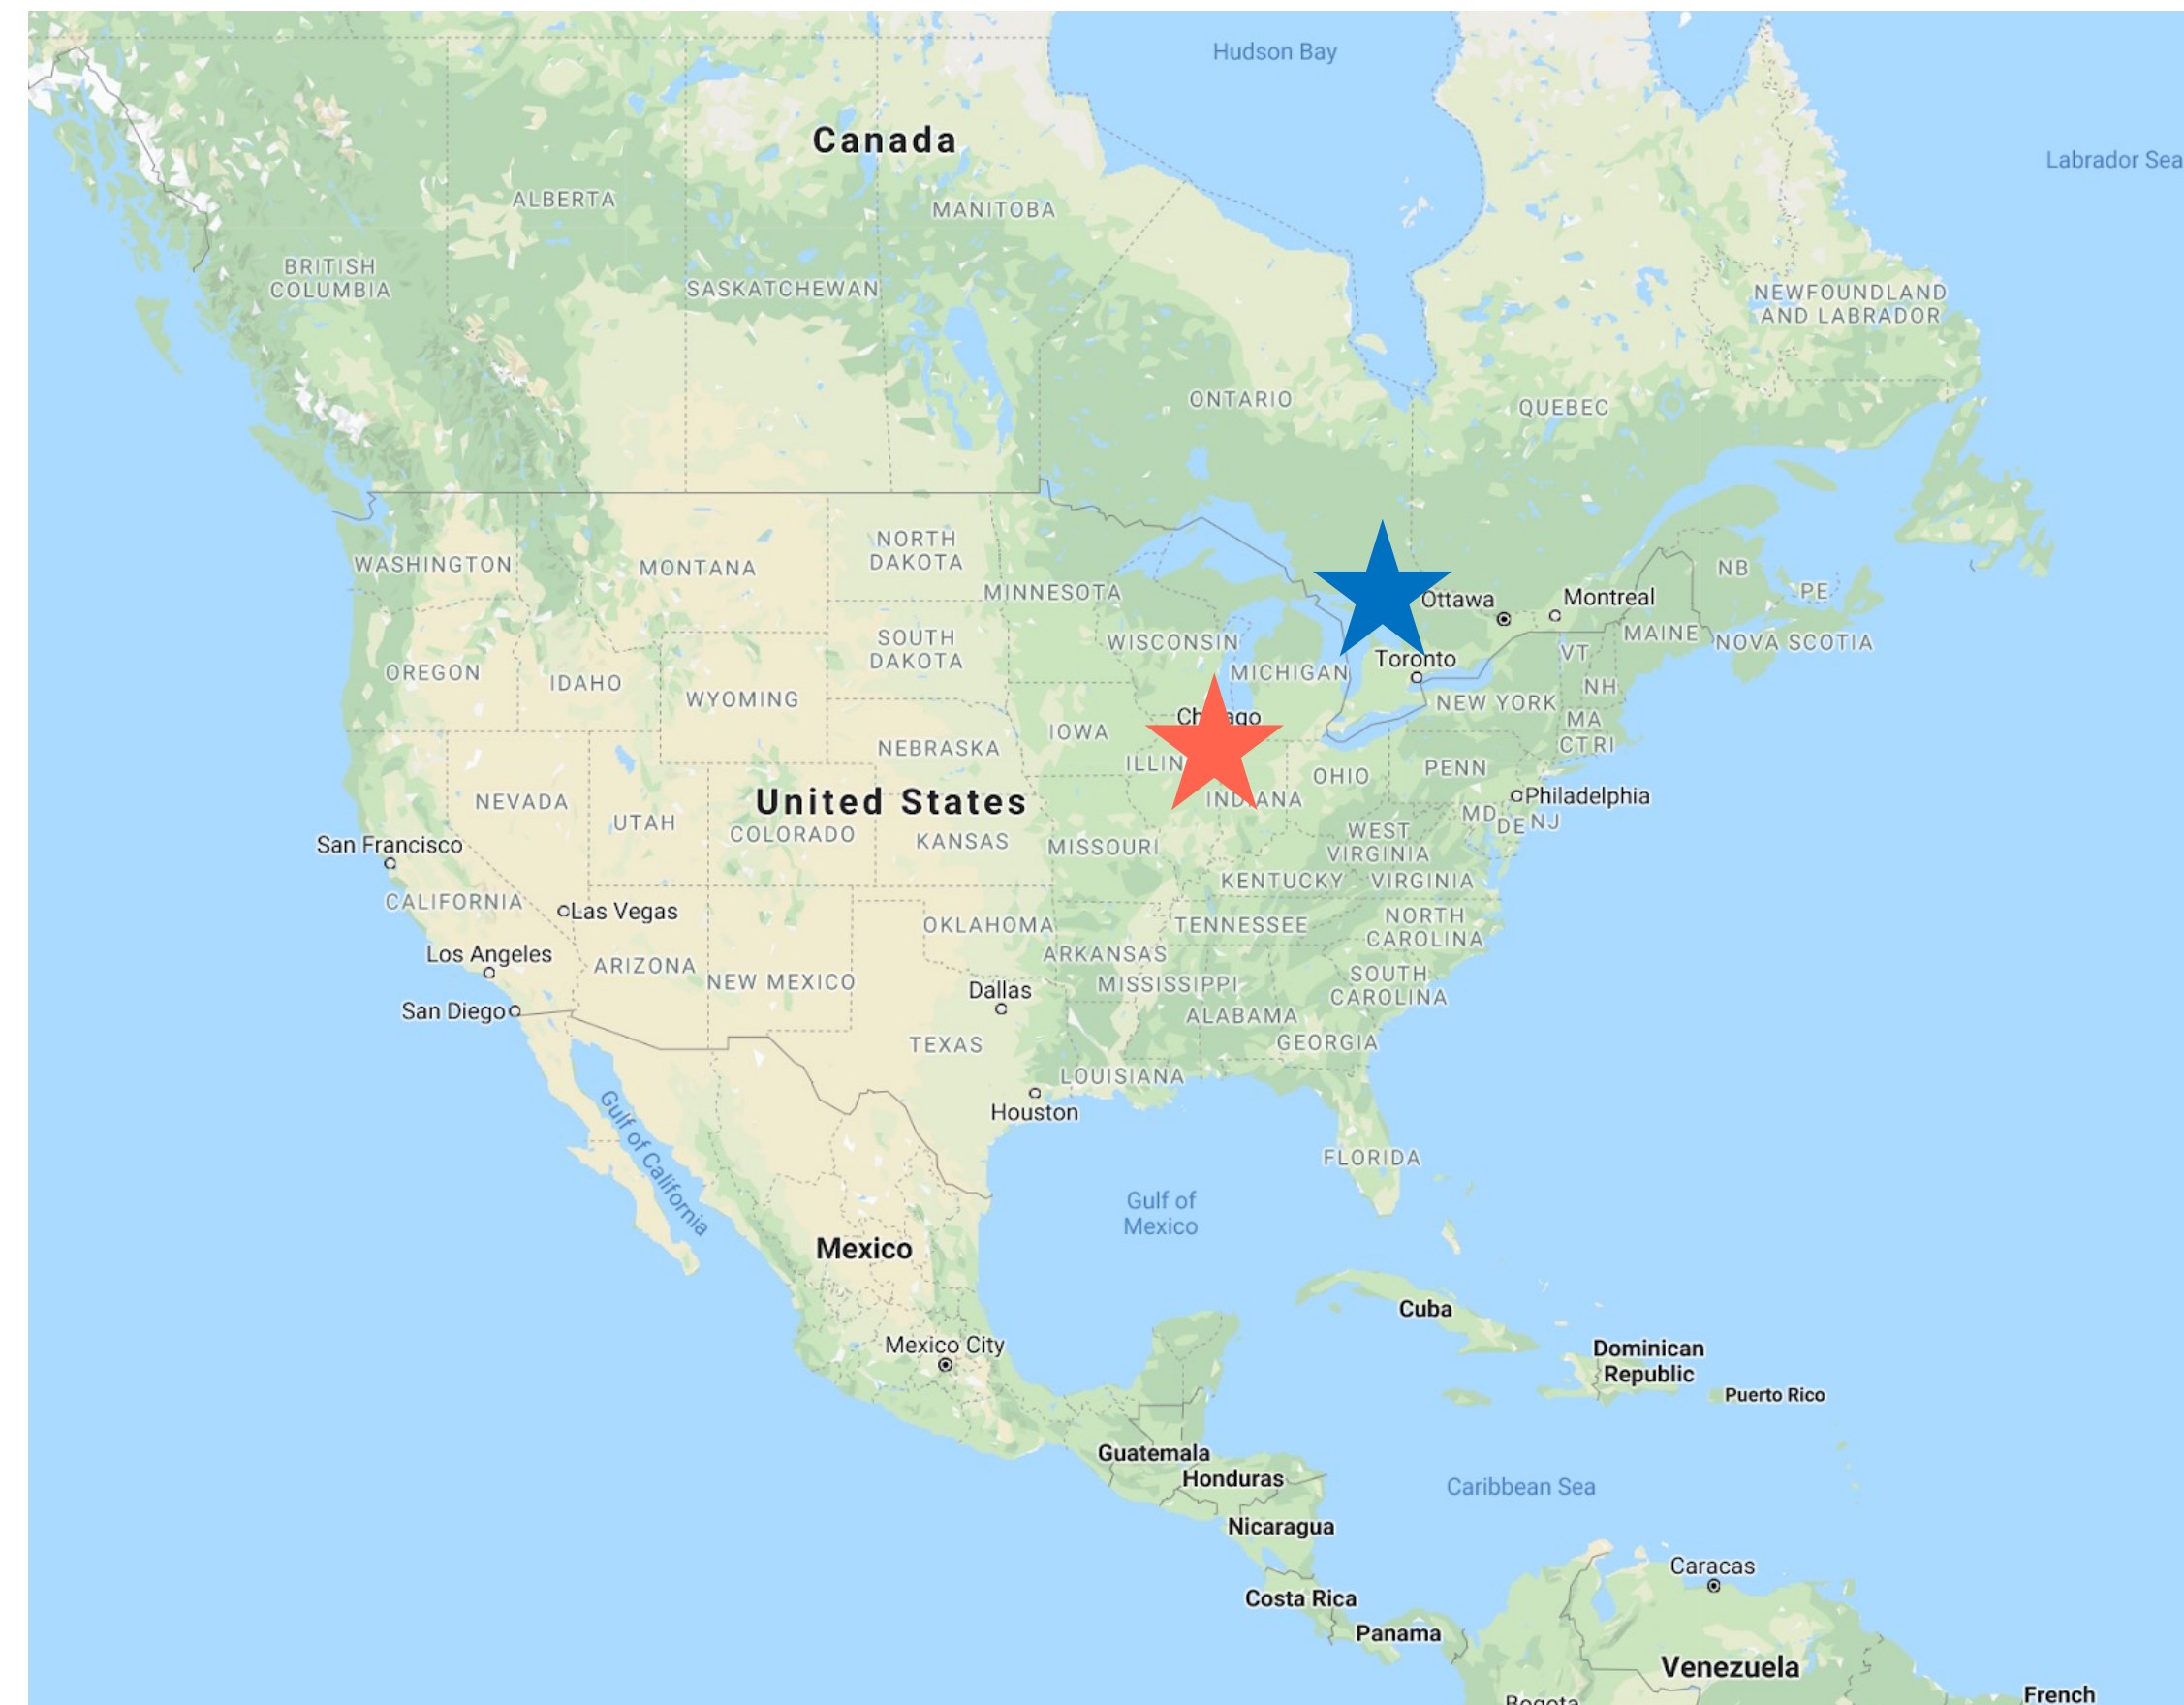 Hudson Bay
Labrador Sea
Canada
ALBERTA
MANITOBA
BRITISH
COLUMBIA
SASKATCHEWAN
NEWFOUNDLAND
AND LABRADOR
ONTARIO
QUEBEC
NORTH
DAKOTA
WASHINGTON
MONTANA
MINNESOTA
Ottawa
Montreal
NB
PE
MAINE
NOVA SCOTIA
SOUTH
DAKOTA
WISCONSIN
VT
Toronto
OREGON
IDAHO
MICHIGAN
NH
WYOMING
NEW YORK
MA
IOWA
CT RI
NEBRASKA
OHIO
PENN
United States
NEVADA
INDIANA
Philadelphia
UTAH
COLORADO
KANSAS
MISSOURI
MD
DE
NJ
WEST
VIRGINIA
San Francisco
KENTUCKY
VIRGINIA
CALIFORNIA
Las Vegas
OKLAHOMA
TENNESSEE
NORTH
CAROLINA
Los Angeles
ARIZONA
NEW MEXICO
ARKANSAS
MISSISSIPPI
SOUTH
CAROLINA
Dallas
San Diego
ALABAMA
TEXAS
GEORGIA
LOUISIANA
Houston
Gulf of California
FLORIDA
Gulf of
Mexico
Mexico
Cuba
Mexico City
Dominican
Republic
Puerto Rico
Guatemala
Honduras
Caribbean Sea
Nicaragua
Caracas
Costa Rica
Panama
Venezuela
French